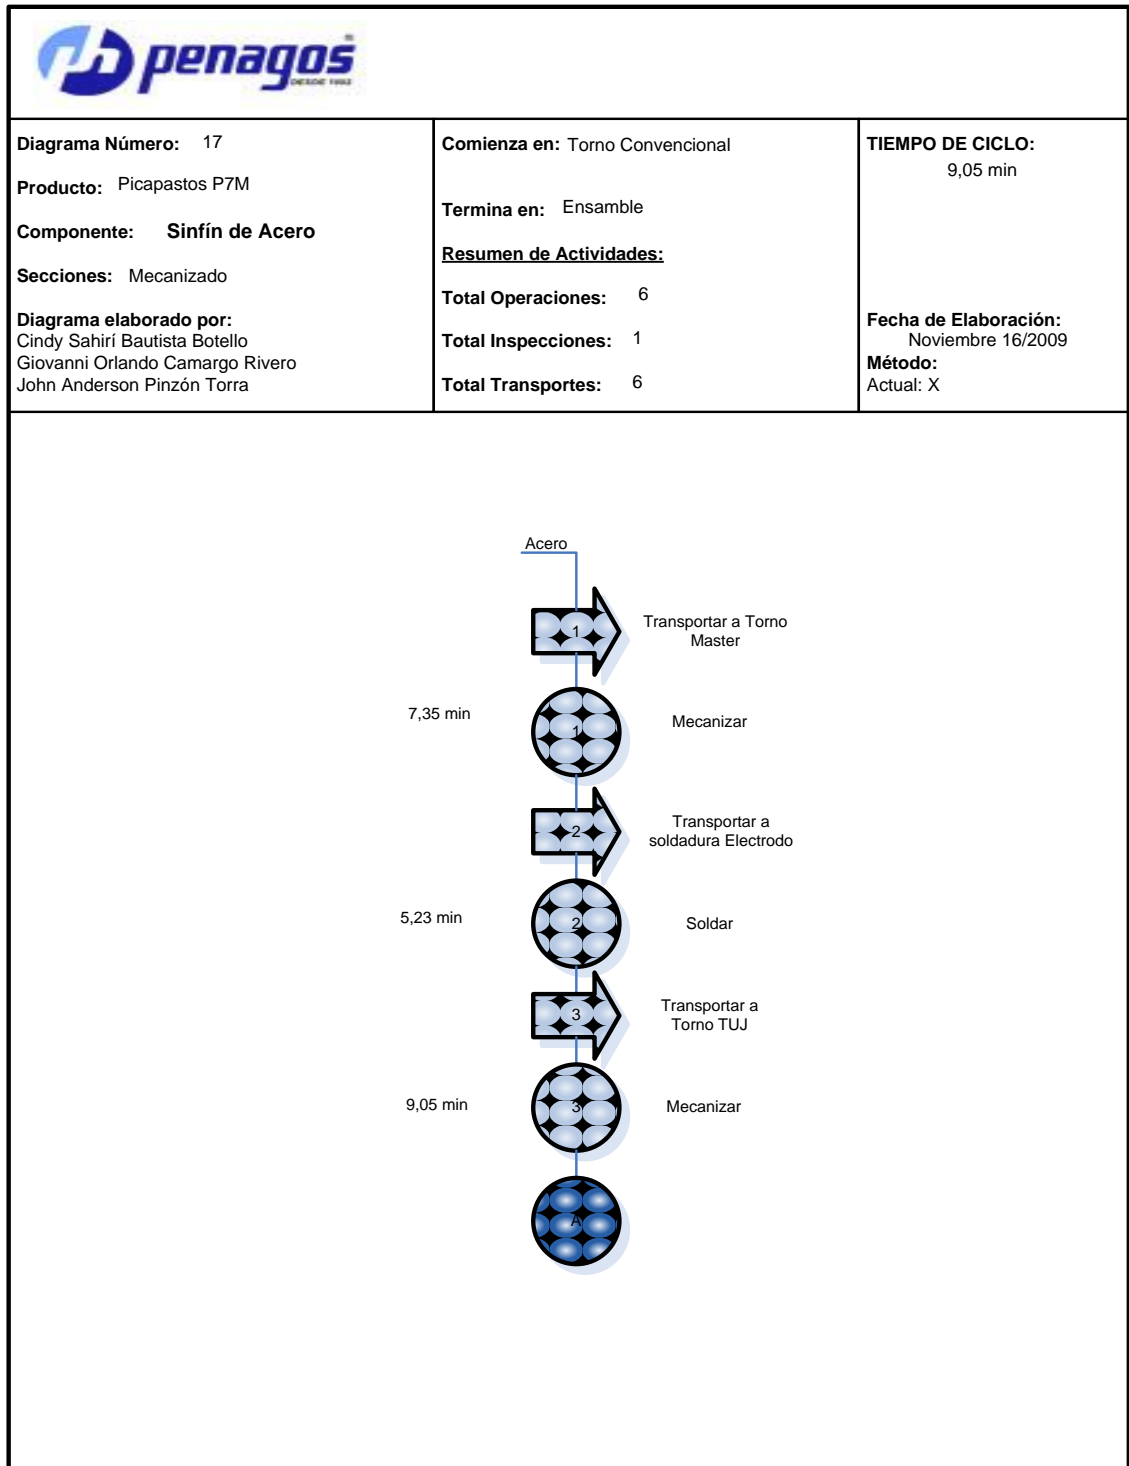 penagos
DESDE 1892
Diagrama Número: 17
Producto: Picapastos P7M
Componente: Sinfín de Acero
Secciones: Mecanizado
Diagrama elaborado por:
Cindy Sahirí Bautista Botello
Giovanni Orlando Camargo Rivero
John Anderson Pinzón Torra
Comienza en: Torno Convencional
Termina en: Ensamble
Resumen de Actividades:
Total Operaciones: 6
Total Inspecciones: 1
Total Transportes: 6
TIEMPO DE CICLO:
9,05 min
Fecha de Elaboración:
Noviembre 16/2009
Método:
Actual: X
Acero
1
Transportar a Torno
Master
7,35 min
1
Mecanizar
2
Transportar a
soldadura Electrodo
5,23 min
2
Soldar
3
Transportar a
Torno TUJ
9,05 min
3
Mecanizar
A